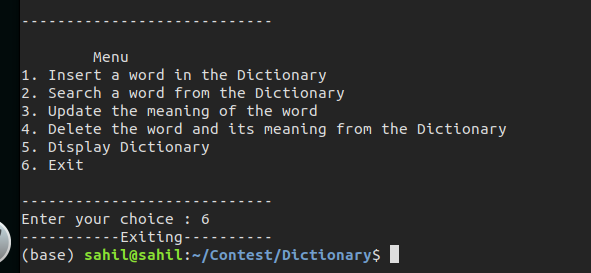 ----------------------------
Menu
1. Insert a word in the Dictionary
2. Search a word from the Dictionary
3. Update the meaning of the word
4. Delete the word and its meaning from the Dictionary
5. Display Dictionary
6. Exit
----------------------------
Enter your choice : 6
-----------Exiting----------
(base) sahil@sahil:~/Contest/Dictionary$